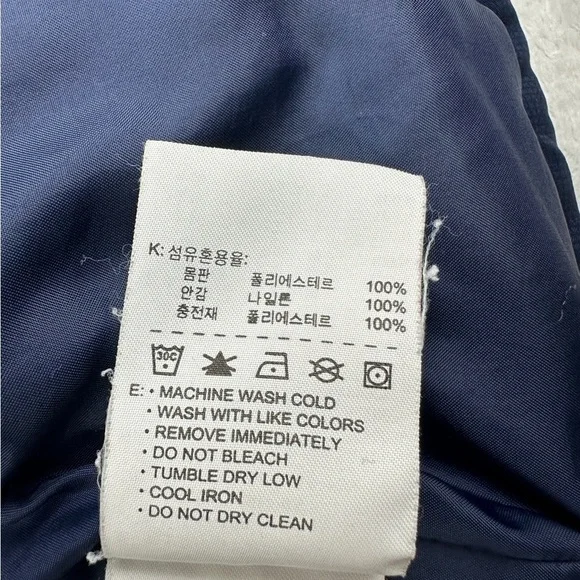 K: 섬유혼용율:
몸판 폴리에스테르 100%
안감 나일론 100%
충전재 폴리에스테르 100%
30C
E: • MACHINE WASH COLD
• WASH WITH LIKE COLORS
• REMOVE IMMEDIATELY
• DO NOT BLEACH
• TUMBLE DRY LOW
• COOL IRON
• DO NOT DRY CLEAN